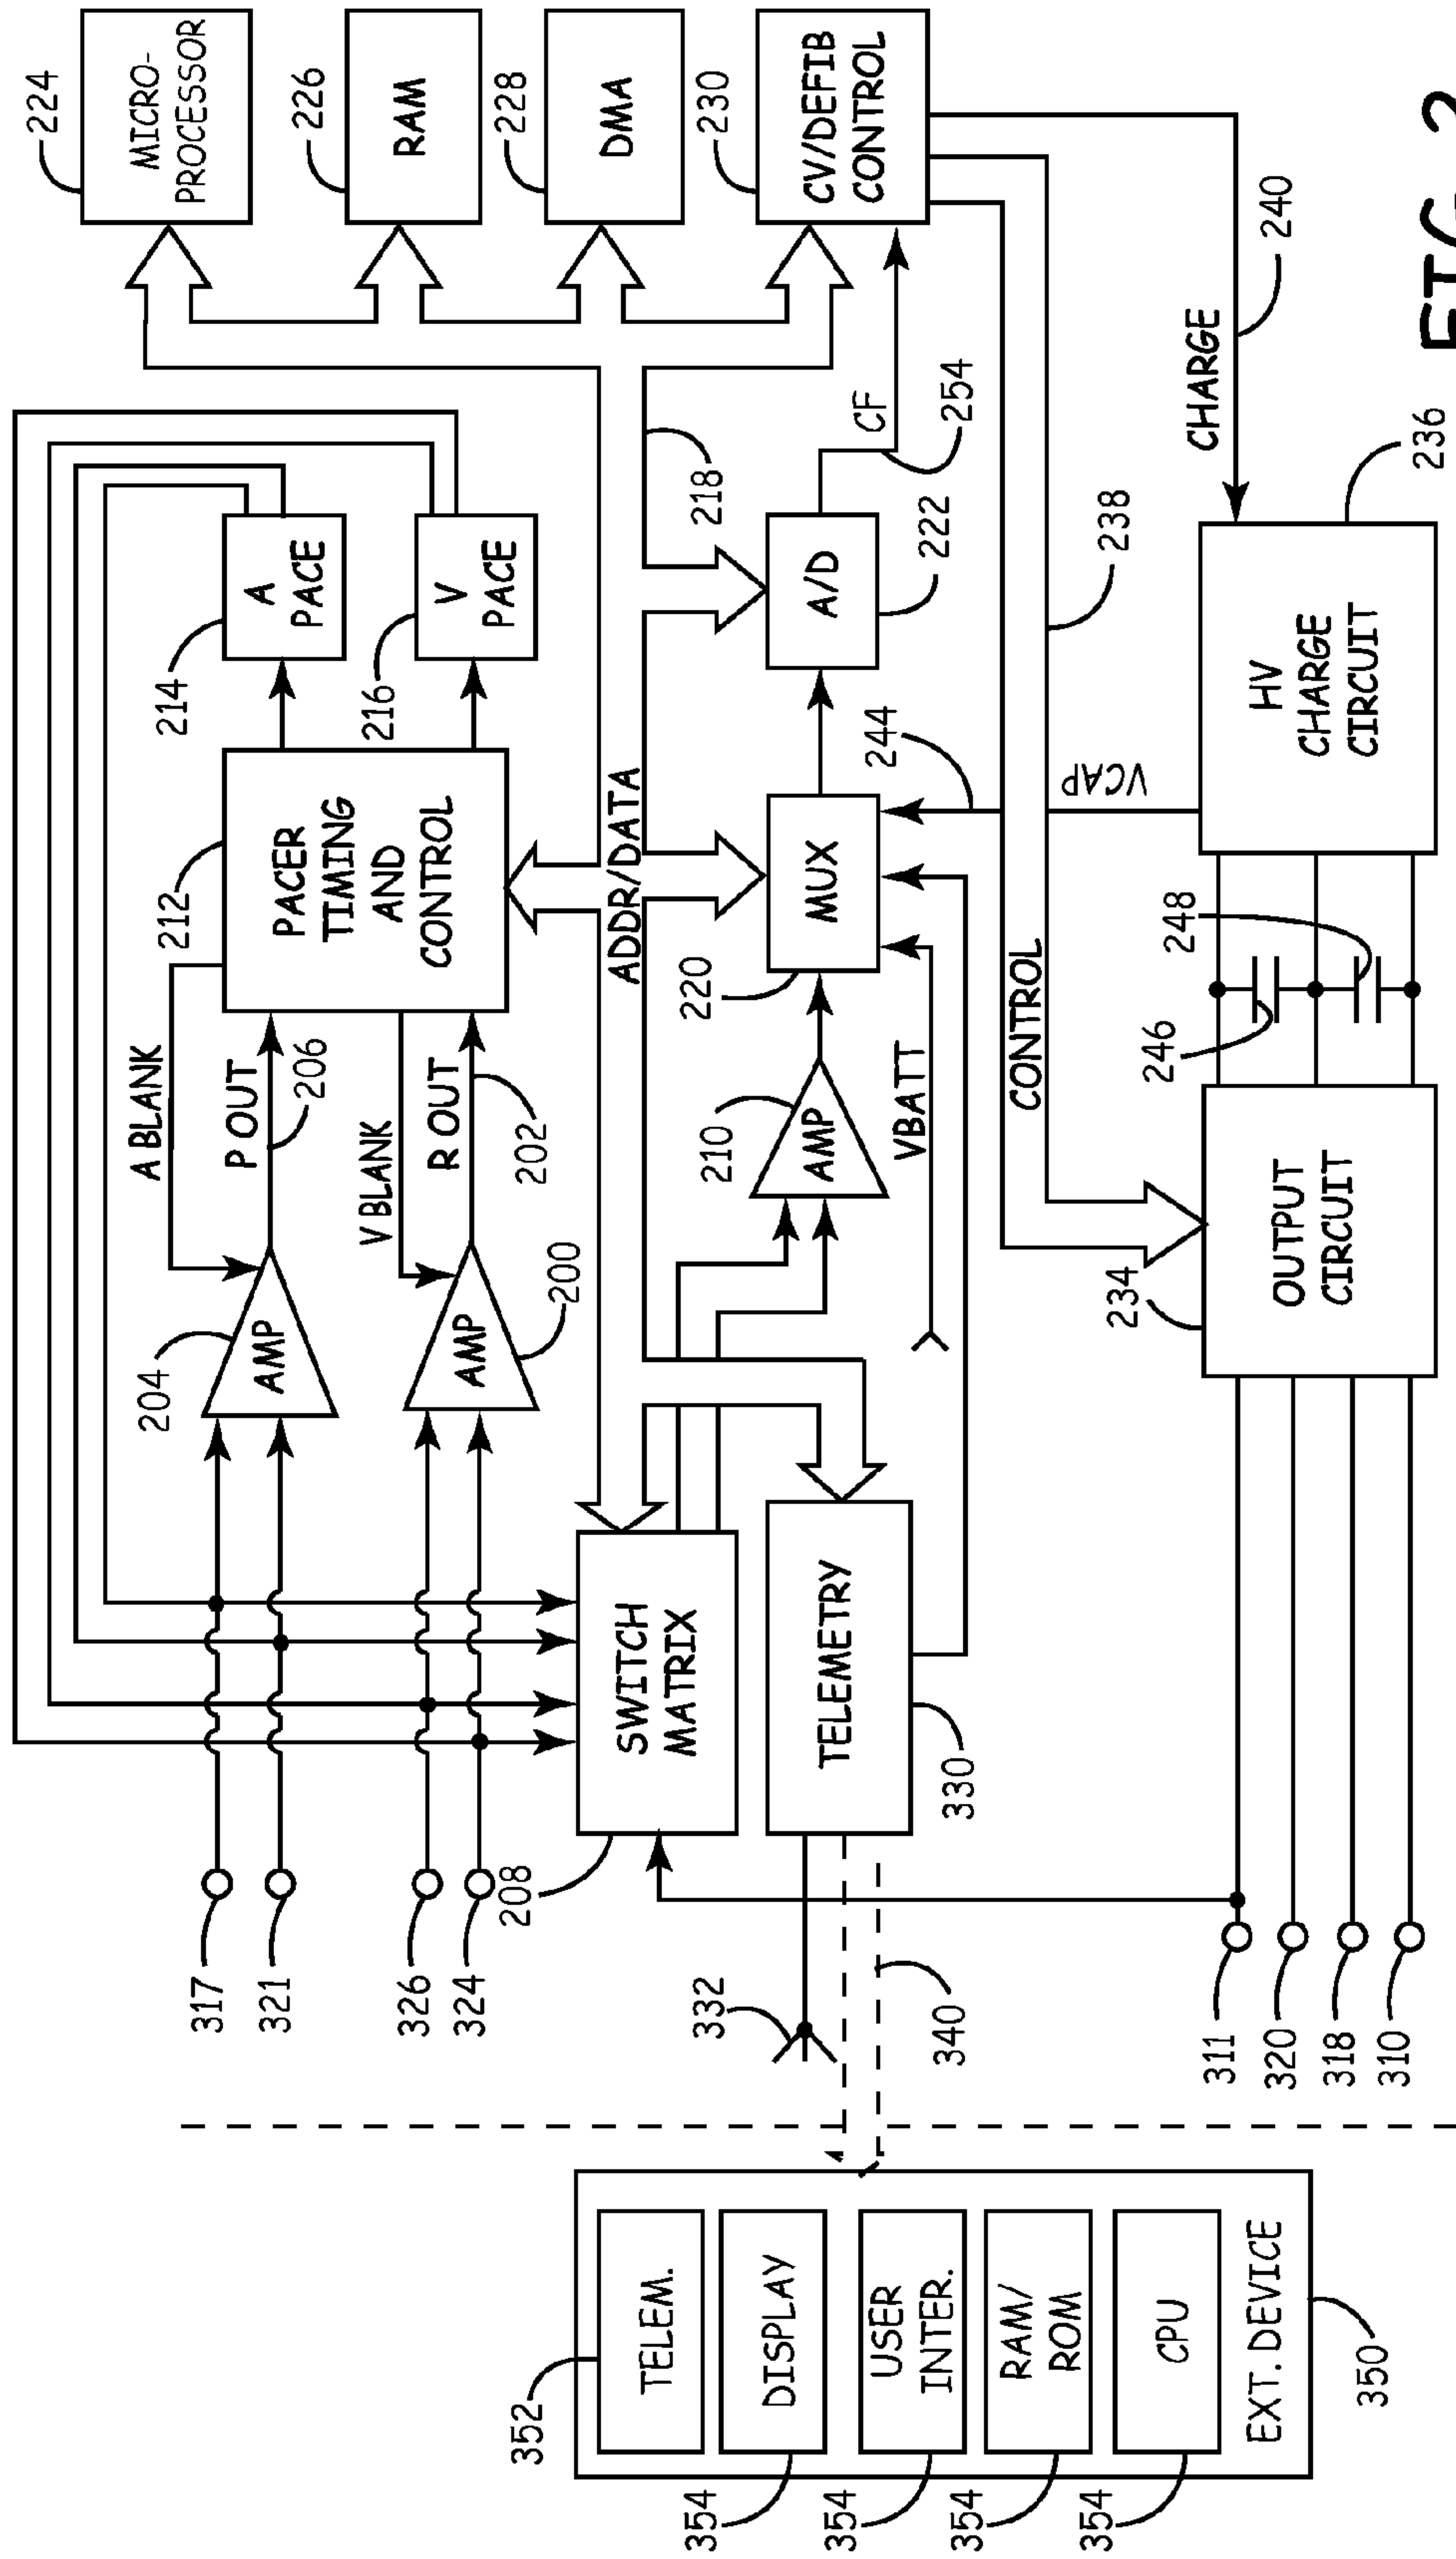 317
321
326
324
204
AMP
A BLANK
P OUT
206
V BLANK
AMP
200
R OUT
202
212
PACER
TIMING
AND
CONTROL
214
A
PACE
216
V
PACE
224
MICRO-
PROCESSOR
226
RAM
228
DMA
230
CV/DEFIB
CONTROL
208
SWITCH
MATRIX
ADDR/DATA
218
332
TELEMETRY
330
340
210
AMP
VBATT
220
MUX
A/D
222
CF
254
244
VCAP
CONTROL
238
CHARGE
240
311
320
318
310
234
OUTPUT
CIRCUIT
246
248
HV
CHARGE
CIRCUIT
236
352
TELEM.
354
DISPLAY
354
USER
INTER.
354
RAM/
ROM
354
CPU
EXT. DEVICE
350
FIG. 2